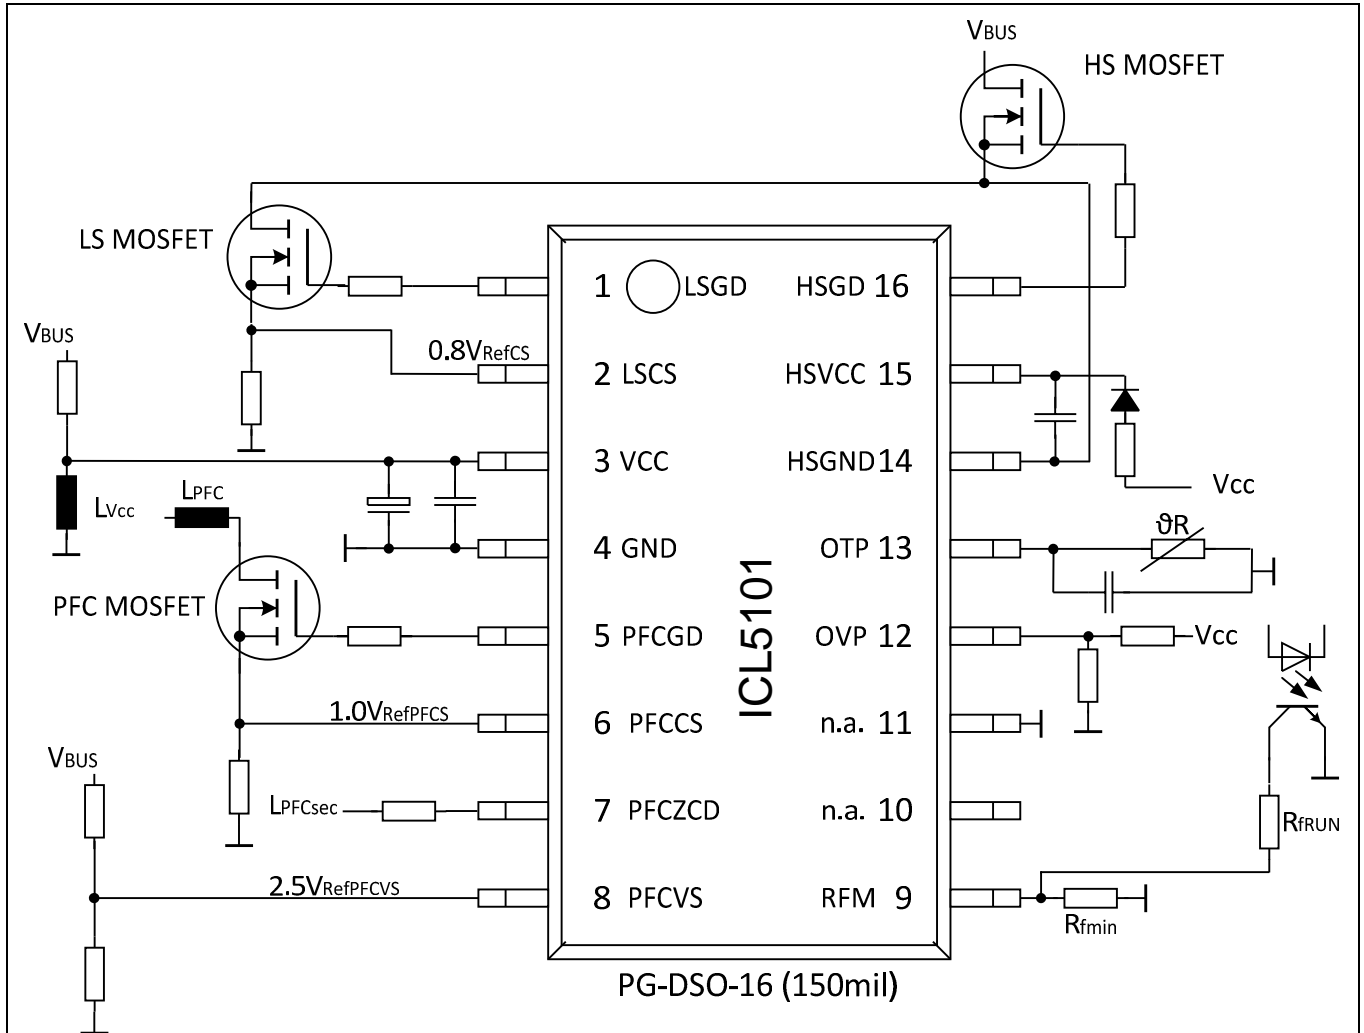 VBUS
HS MOSFET
LS MOSFET
1 LSGD
HSGD 16
VBUS
0.8VRefCS
2 LSCS
HSVCC 15
3 VCC
HSGND 14
Vcc
LVcc
LPFC
ϑR
4 GND
OTP 13
PFC MOSFET
5 PFCGD
OVP 12
Vcc
ICL5101
1.0VRefPFCS
6 PFCCS
n.a. 11
VBUS
LPFCsec
7 PFCZCD
n.a. 10
RfRUN
2.5VRefPFCVS
8 PFCVS
RFM 9
Rfmin
PG-DSO-16 (150mil)